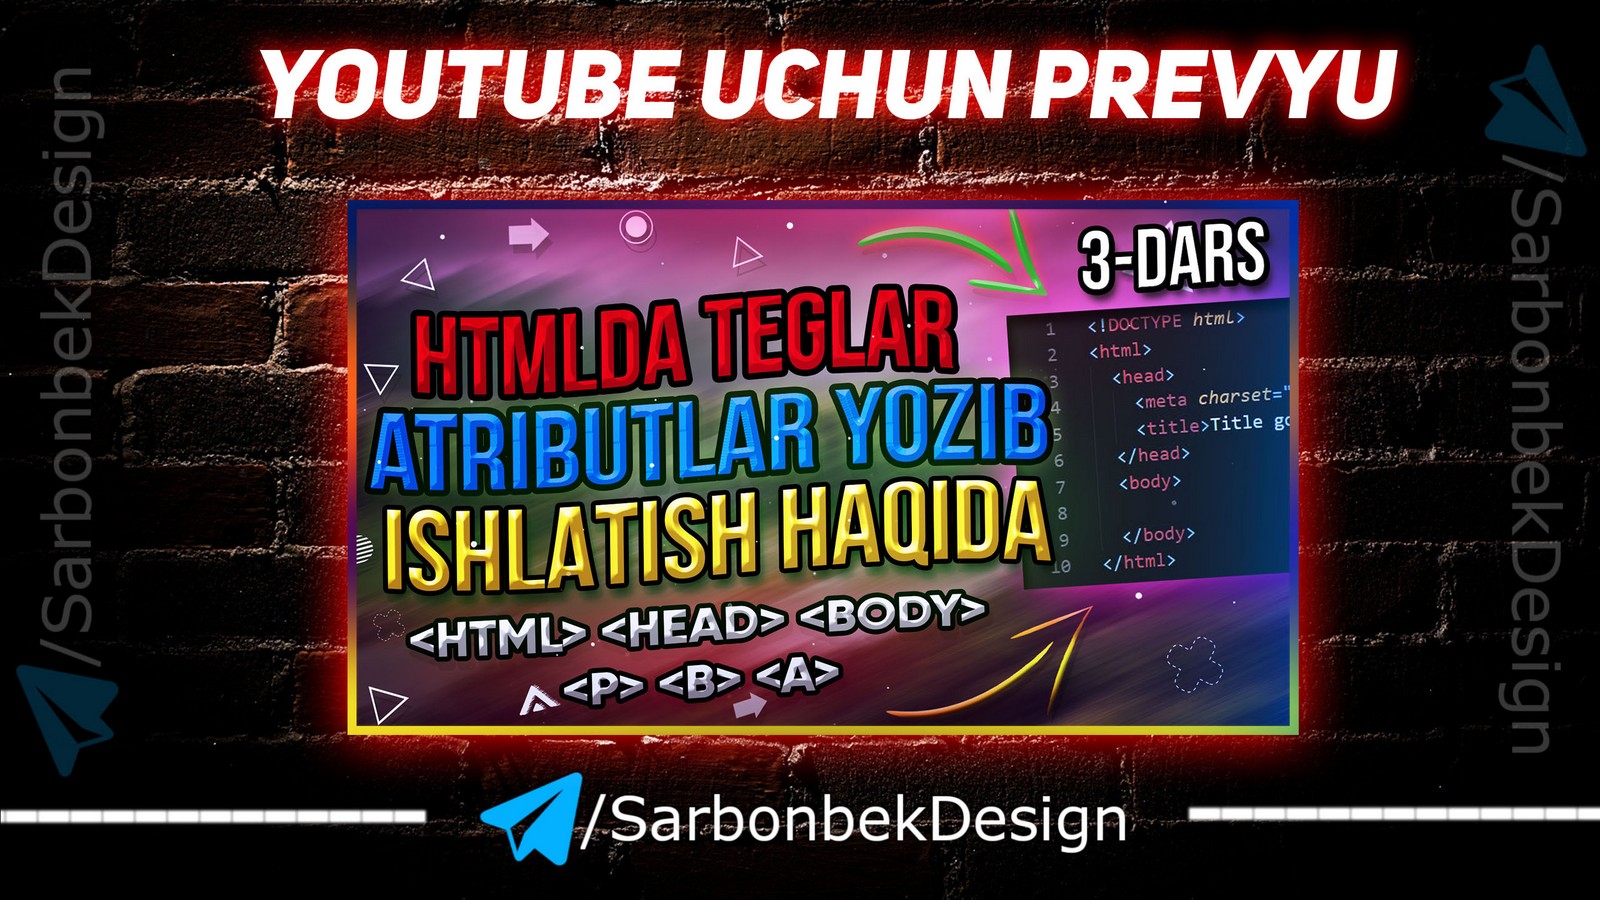 YOUTUBE UCHUN PREVYU
/SarbonbekDesign
/SarbonbekDesign
3-DARS
HTMLDA TEGLAR
ATRIBUTLAR YOZIB
ISHLATISH HAQIDA
<HTML> <HEAD> <BODY>
<P> <B> <A>
1 <!DOCTYPE html>
2 <html>
3 <head>
4 <meta charset="
5 <title>Title go
6 </head>
7 <body>
8
9 </body>
10 </html>
/SarbonbekDesign